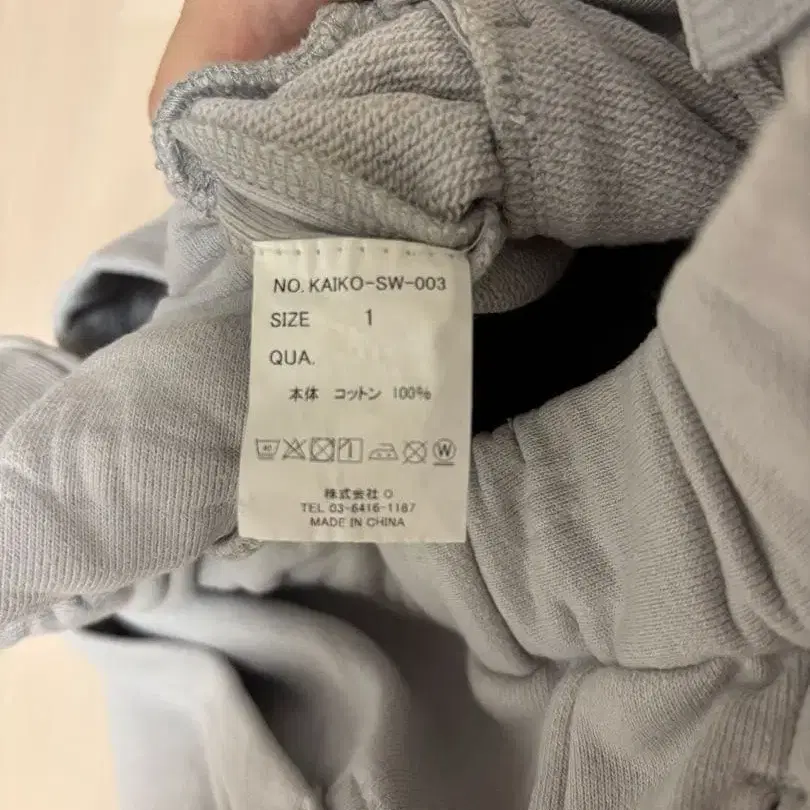 NO. KAIKO-SW-003
SIZE 1
QUA.
本体 コットン 100%
40 W
株式会社 O
TEL 03-6416-1187
MADE IN CHINA